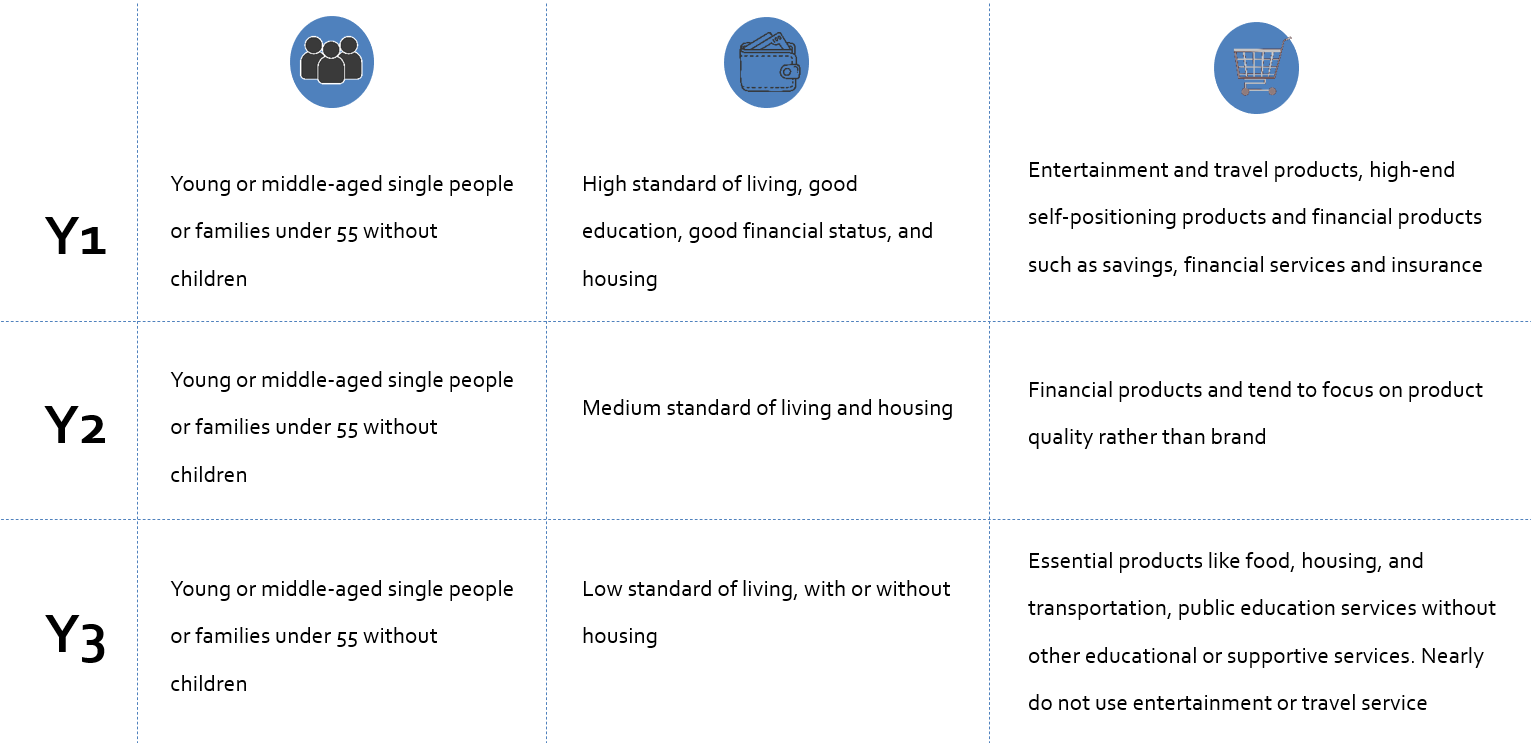 Y1
Young or middle-aged single people
or families under 55 without
children
High standard of living, good
education, good financial status, and
housing
Entertainment and travel products, high-end
self-positioning products and financial products
such as savings, financial services and insurance
Y2
Young or middle-aged single people
or families under 55 without
children
Medium standard of living and housing
Financial products and tend to focus on product
quality rather than brand
Y3
Young or middle-aged single people
or families under 55 without
children
Low standard of living, with or without
housing
Essential products like food, housing, and
transportation, public education services without
other educational or supportive services. Nearly
do not use entertainment or travel service